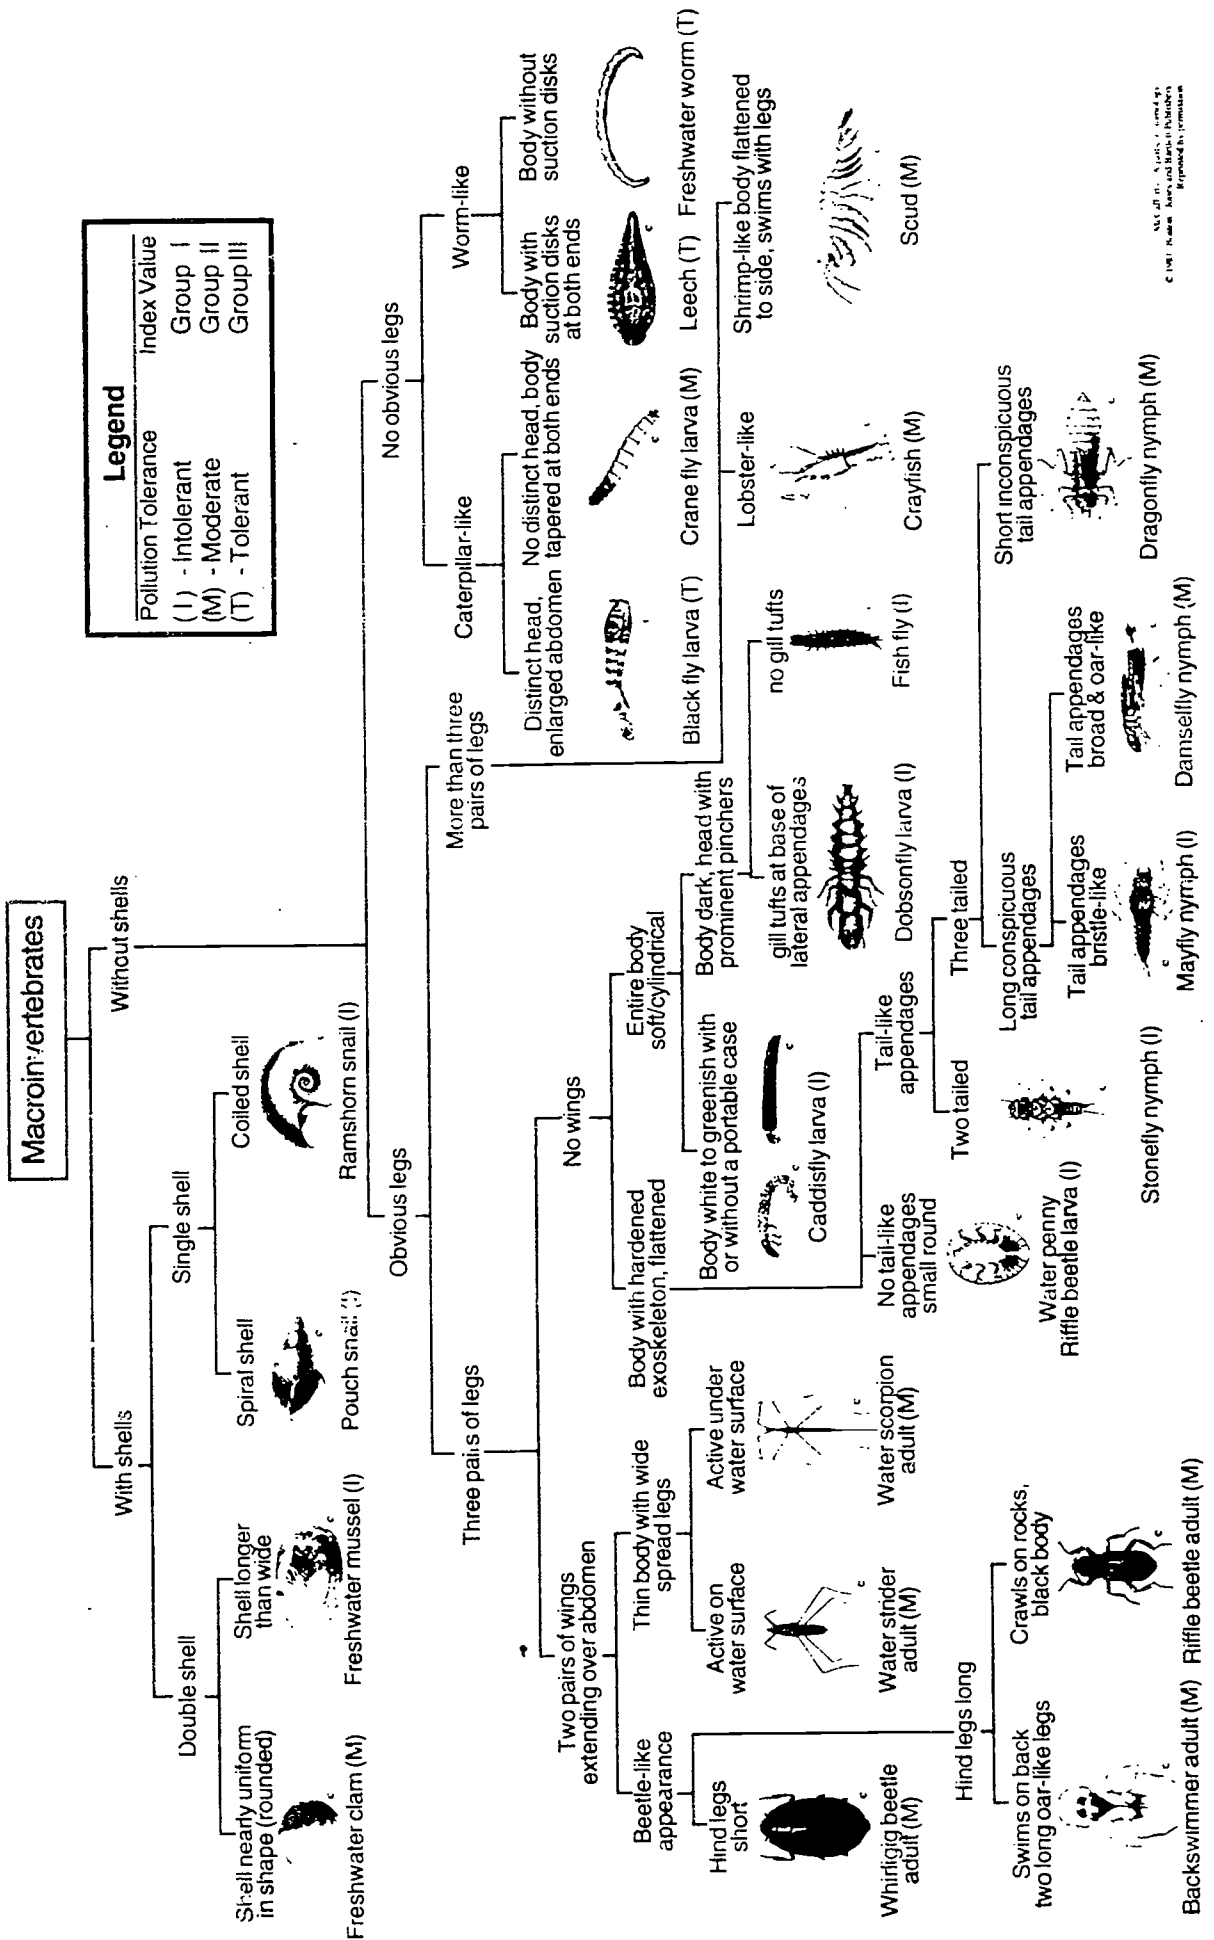 Macroinvertebrates
Legend
Pollution Tolerance Index Value
(I) - Intolerant Group I
(M) - Moderate Group II
(T) - Tolerant Group III
With shells
Without shells
Double shell
Single shell
Shell nearly uniform
in shape (rounded)
Shell longer
than wide
Spiral shell
Coiled shell
Freshwater clam (M)
Freshwater mussel (I)
Pouch snail
Ramshorn snail (I)
Obvious legs
No obvious legs
Three pairs of legs
More than three
pairs of legs
Caterpillar-like
Worm-like
Distinct head,
enlarged abdomen
No distinct head, body
tapered at both ends
Body with
suction disks
at both ends
Body without
suction disks
Black fly larva (T)
Crane fly larva (M)
Leech (T)
Freshwater worm (T)
Two pairs of wings
extending over abdomen
No wings
Beetle-like
appearance
Thin body with wide
spread legs
Body with hardened
exoskeleton, flattened
Entire body
soft/cylindrical
Hind legs
short
Active on
water surface
Active under
water surface
Body white to greenish with
or without a portable case
Body dark, head with
prominent pinchers
Lobster-like
Shrimp-like body flattened
to side, swims with legs
gill tufts at base of
lateral appendages
no gill tufts
Caddisfly larva (I)
Whirligig beetle
adult (M)
Water strider
adult (M)
Water scorpion
adult (M)
No tail-like
appendages
small round
Tail-like
appendages
Dobsonfly larva (I)
Fish fly (I)
Crayfish (M)
Scud (M)
Hind legs long
Two tailed
Three tailed
Swims on back
two long oar-like legs
Crawls on rocks,
black body
Water penny
Riffle beetle larva (I)
Long conspicuous
tail appendages
Short inconspicuous
tail appendages
Tail appendages
bristle-like
Tail appendages
broad & oar-like
Backswimmer adult (M)
Riffle beetle adult (M)
Stonefly nymph (I)
Mayfly nymph (I)
Damselfly nymph (M)
Dragonfly nymph (M)
Jones and Bartlett Publishers
Reprinted by permission